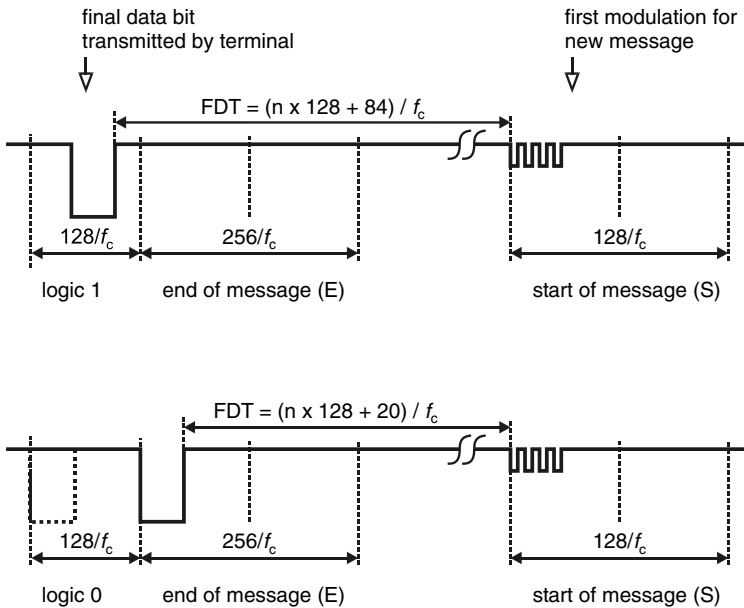 final data bit
transmitted by terminal
first modulation for
new message
FDT = (n x 128 + 84) / fc
128/fc
256/fc
128/fc
logic 1
end of message (E)
start of message (S)
FDT = (n x 128 + 20) / fc
128/fc
256/fc
128/fc
logic 0
end of message (E)
start of message (S)